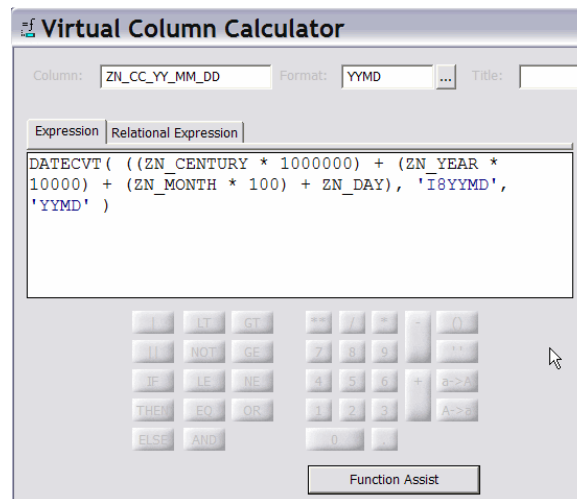 Virtual Column Calculator
Column: ZN_CC_YY_MM_DD Format: YYMD ... Title:
Expression Relational Expression
DATECVT( ((ZN_CENTURY * 1000000) + (ZN_YEAR *
10000) + (ZN_MONTH * 100) + ZN_DAY), 'I8YYMD',
'YYMD' )
| LT GT ** / * - ()
|| NOT GE 7 8 9 ' '
IF LE NE 4 5 6 + a->A
THEN EQ OR 1 2 3 A->a
ELSE AND 0 .
Function Assist